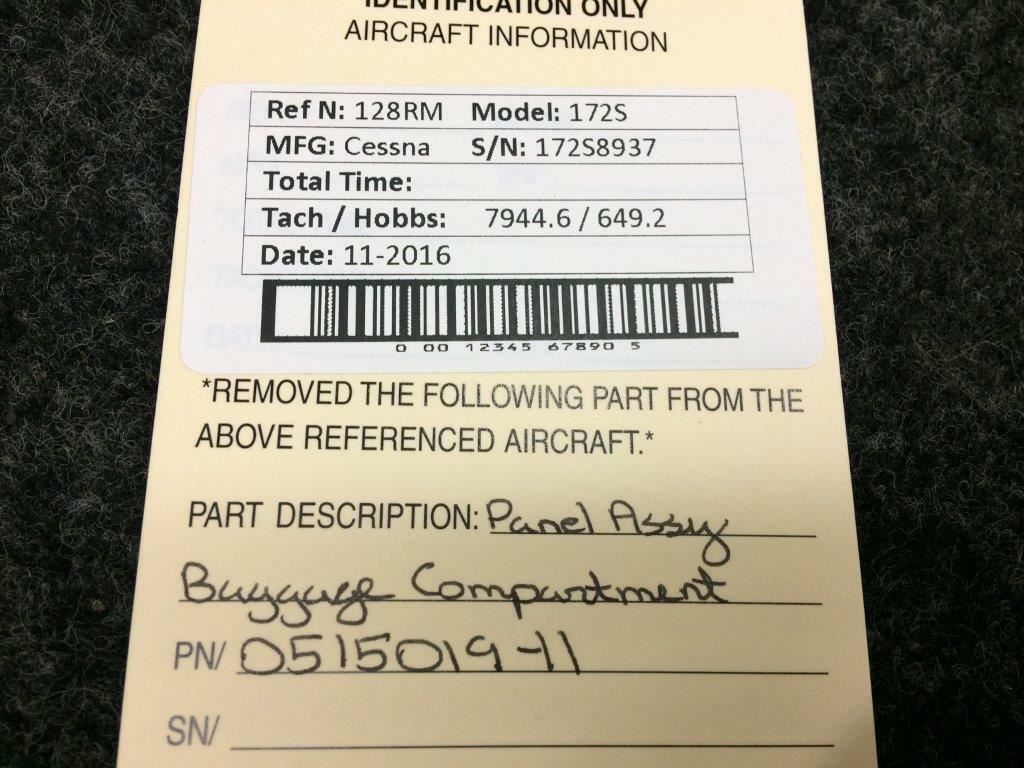 IDENTIFICATION ONLY
AIRCRAFT INFORMATION
Ref N: 128RM Model: 172S
MFG: Cessna S/N: 172S8937
Total Time:
Tach / Hobbs: 7944.6 / 649.2
Date: 11-2016
0 00 12345 67890 5
*REMOVED THE FOLLOWING PART FROM THE
ABOVE REFERENCED AIRCRAFT.*
PART DESCRIPTION: Panel Assy
Baggage Compartment
PN/ 0515019-11
SN/